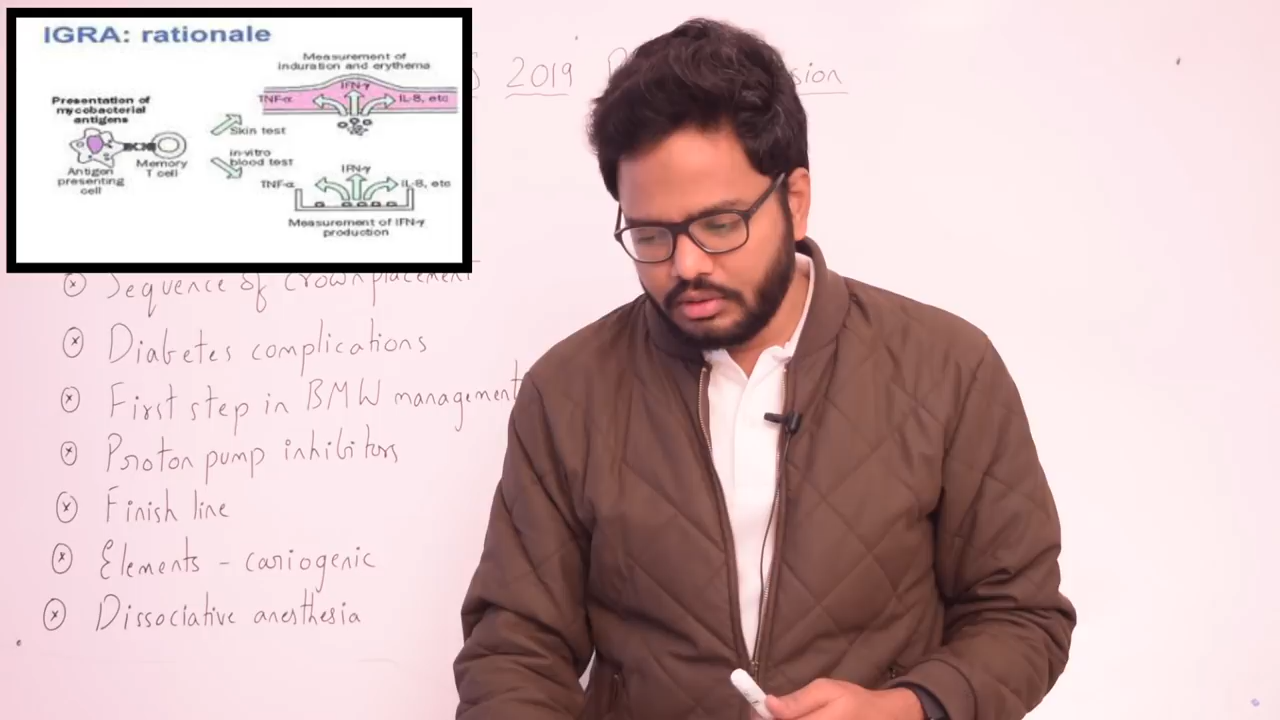 IGRA: rationale
Measurement of
induration and erythema
IFN-γ
TNF-α
IL-8, etc
Presentation of
mycobacterial
antigens
Skin test
Memory
T cell
Antigen
presenting
cell
in-vitro
blood test
IFN-γ
TNF-α
IL-8, etc
Measurement of IFN-γ
production
2019
Sequence of crown placement
Diabetes complications
First step in BMW management
Proton pump inhibitors
Finish line
Elements - cariogenic
Dissociative anesthesia